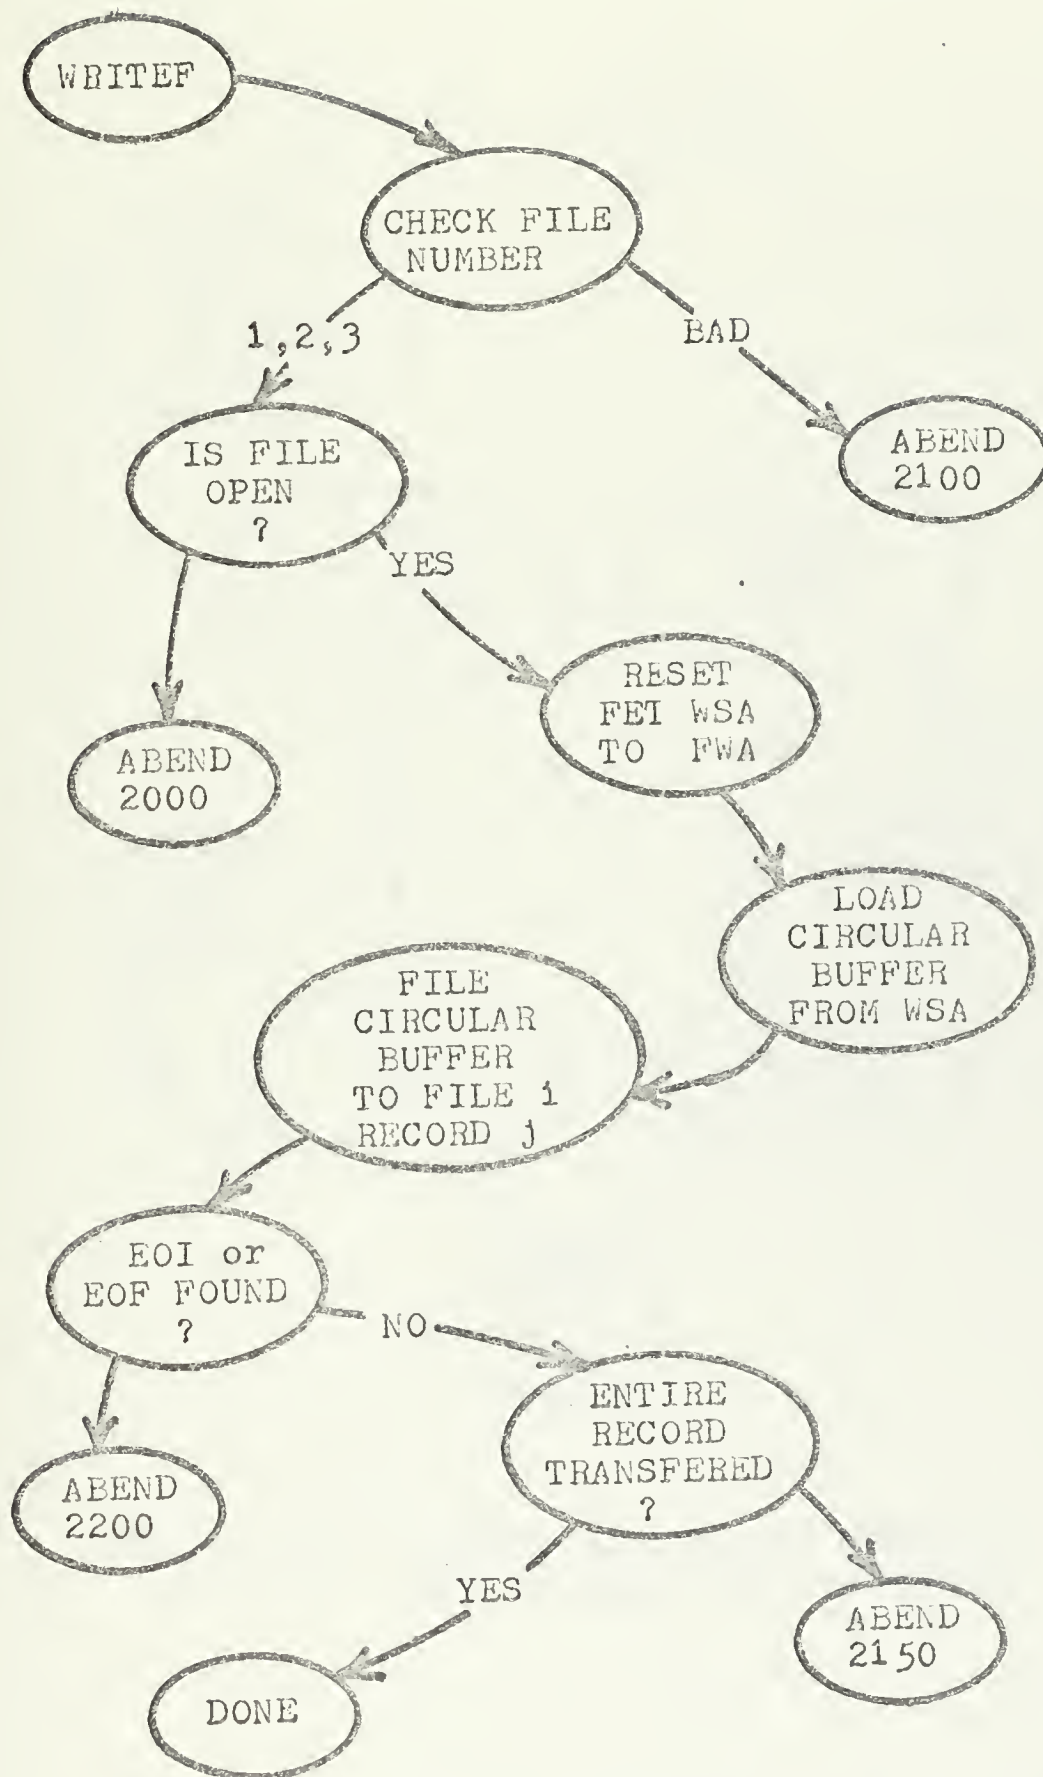 WRITEF
CHECK FILE
NUMBER
1,2,3
BAD
IS FILE
OPEN
?
ABEND
2100
YES
RESET
FET WSA
TO FWA
ABEND
2000
LOAD
CIRCULAR
BUFFER
FROM WSA
FILE
CIRCULAR
BUFFER
TO FILE i
RECORD j
EOI or
EOF FOUND
?
NO
ENTIRE
RECORD
TRANSFERED
?
ABEND
2200
YES
ABEND
2150
DONE